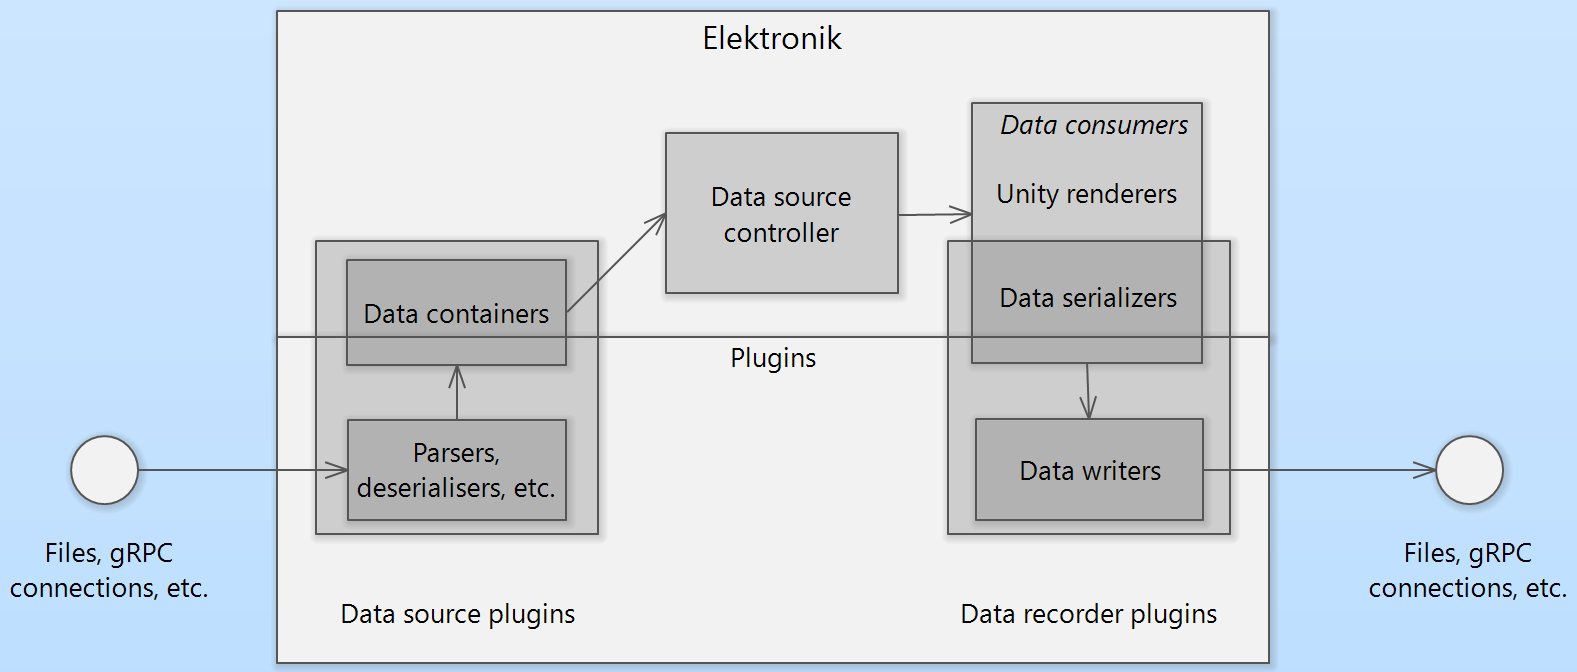 Elektronik
Data consumers
Unity renderers
Data source
controller
Data serializers
Data containers
Plugins
Parsers,
deserialisers, etc.
Data writers
Files, gRPC
connections, etc.
Files, gRPC
connections, etc.
Data source plugins
Data recorder plugins